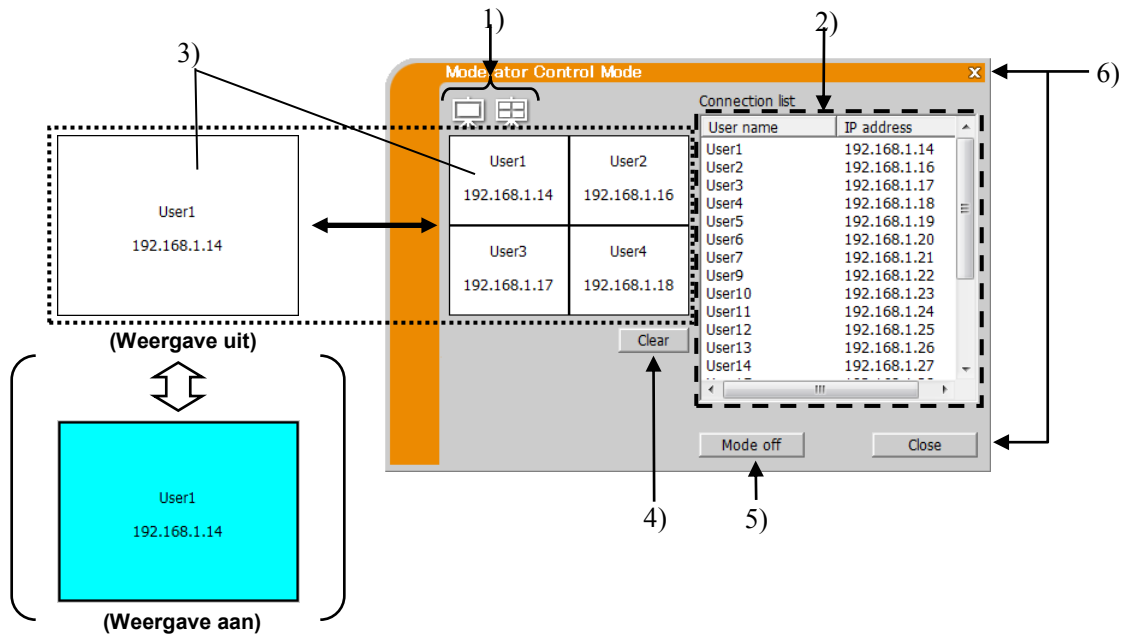 1)
2)
3)
6)
Moderator Control Mode
Connection list
User name IP address
User1 192.168.1.14
User2 192.168.1.16
User3 192.168.1.17
User4 192.168.1.18
User5 192.168.1.19
User6 192.168.1.20
User7 192.168.1.21
User9 192.168.1.22
User10 192.168.1.23
User11 192.168.1.24
User12 192.168.1.25
User13 192.168.1.26
User14 192.168.1.27
User1
192.168.1.14
User2
192.168.1.16
User3
192.168.1.17
User4
192.168.1.18
User1
192.168.1.14
(Weergave uit)
Clear
Mode off
Close
User1
192.168.1.14
(Weergave aan)
4)
5)